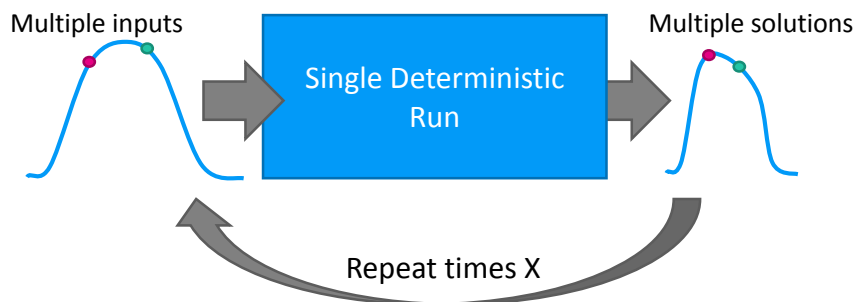 Multiple inputs
Multiple solutions
Single Deterministic
Run
Repeat times X